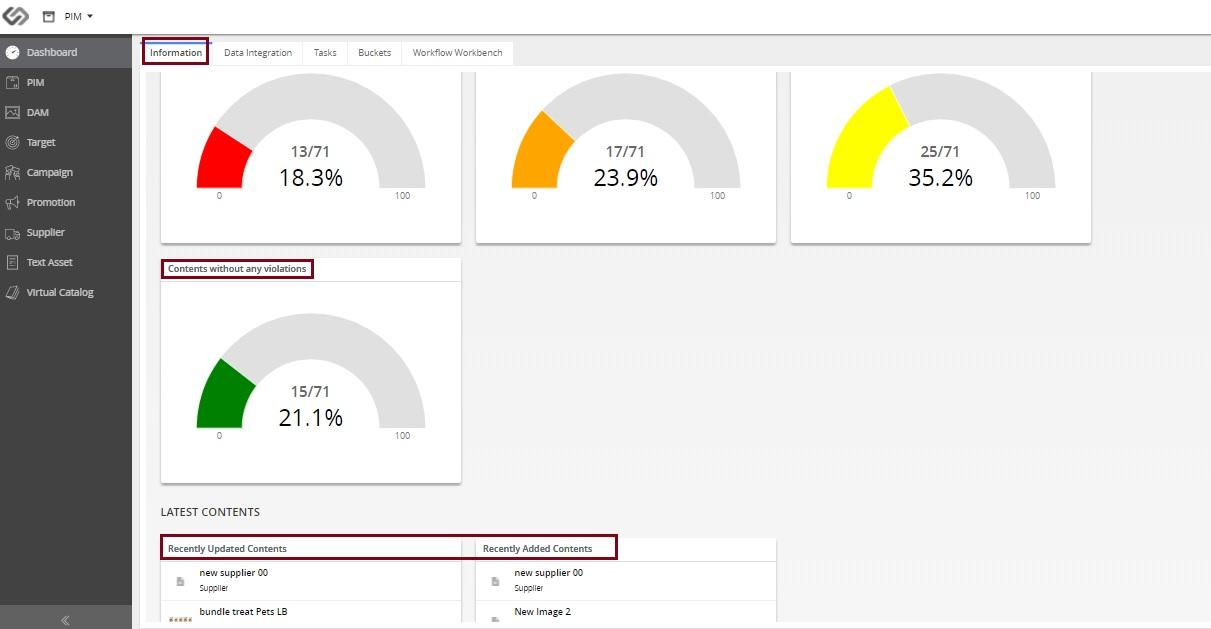 PIM
Dashboard
PIM
DAM
Target
Campaign
Promotion
Supplier
Text Asset
Virtual Catalog
Information
Data Integration
Tasks
Buckets
Workflow Workbench
13/71
18.3%
0
100
17/71
23.9%
0
100
25/71
35.2%
0
100
Contents without any violations
15/71
21.1%
0
100
LATEST CONTENTS
Recently Updated Contents
new supplier 00
Supplier
bundle treat Pets LB
Recently Added Contents
new supplier 00
Supplier
New Image 2